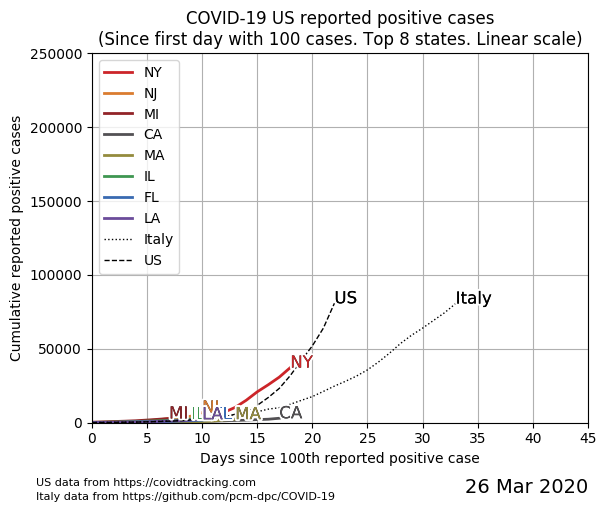 COVID-19 US reported positive cases
(Since first day with 100 cases. Top 8 states. Linear scale)
250000
200000
150000
100000
50000
0
Cumulative reported positive cases
NY
NJ
MI
CA
MA
IL
FL
LA
Italy
US
US
Italy
NY
NJ
MI
IL
LA
MA
CA
0 5 10 15 20 25 30 35 40 45
Days since 100th reported positive case
US data from https://covidtracking.com
Italy data from https://github.com/pcm-dpc/COVID-19
26 Mar 2020